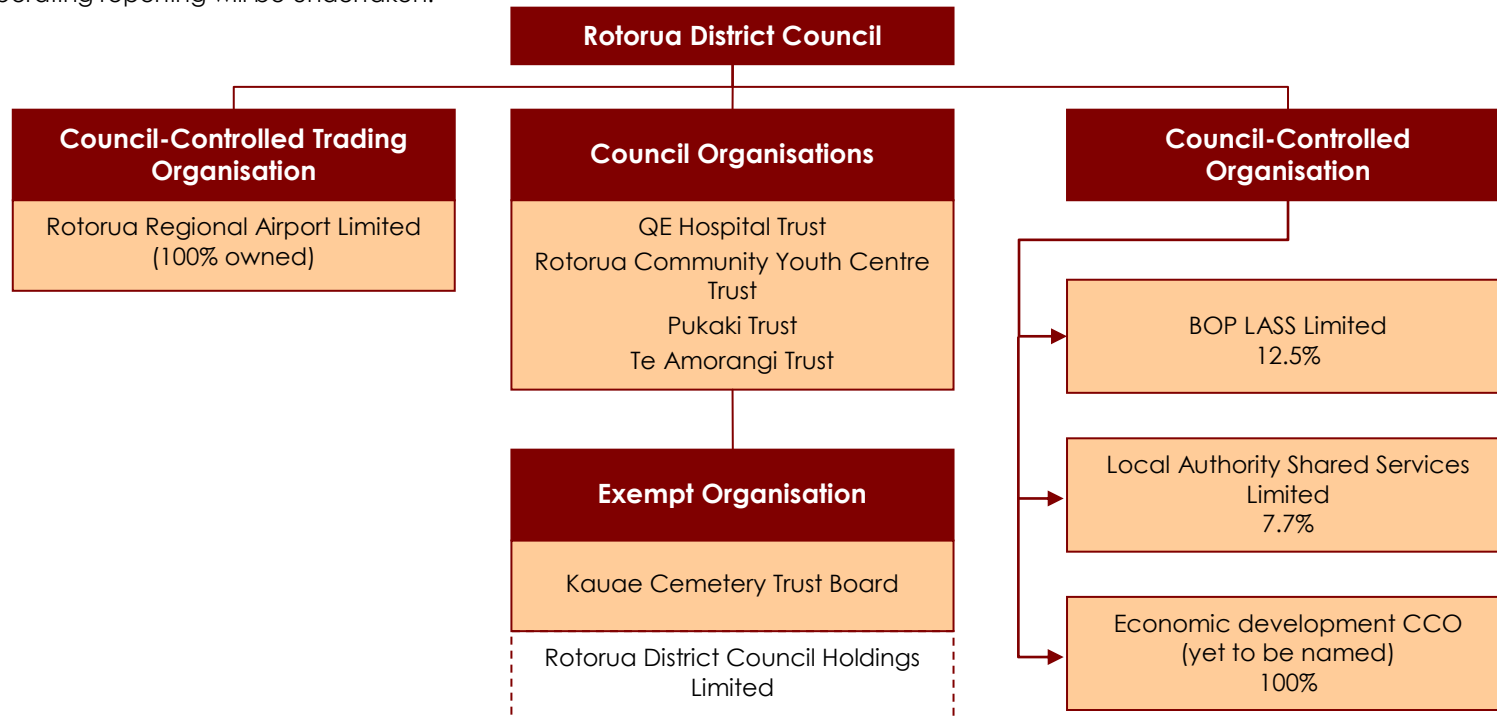 Rotorua District Council
Council-Controlled Trading
Organisation
Rotorua Regional Airport Limited
(100% owned)
Council Organisations
QE Hospital Trust
Rotorua Community Youth Centre
Trust
Pukaki Trust
Te Amorangi Trust
Exempt Organisation
Kauae Cemetery Trust Board
Rotorua District Council Holdings
Limited
Council-Controlled
Organisation
BOP LASS Limited
12.5%
Local Authority Shared Services
Limited
7.7%
Economic development CCO
(yet to be named)
100%